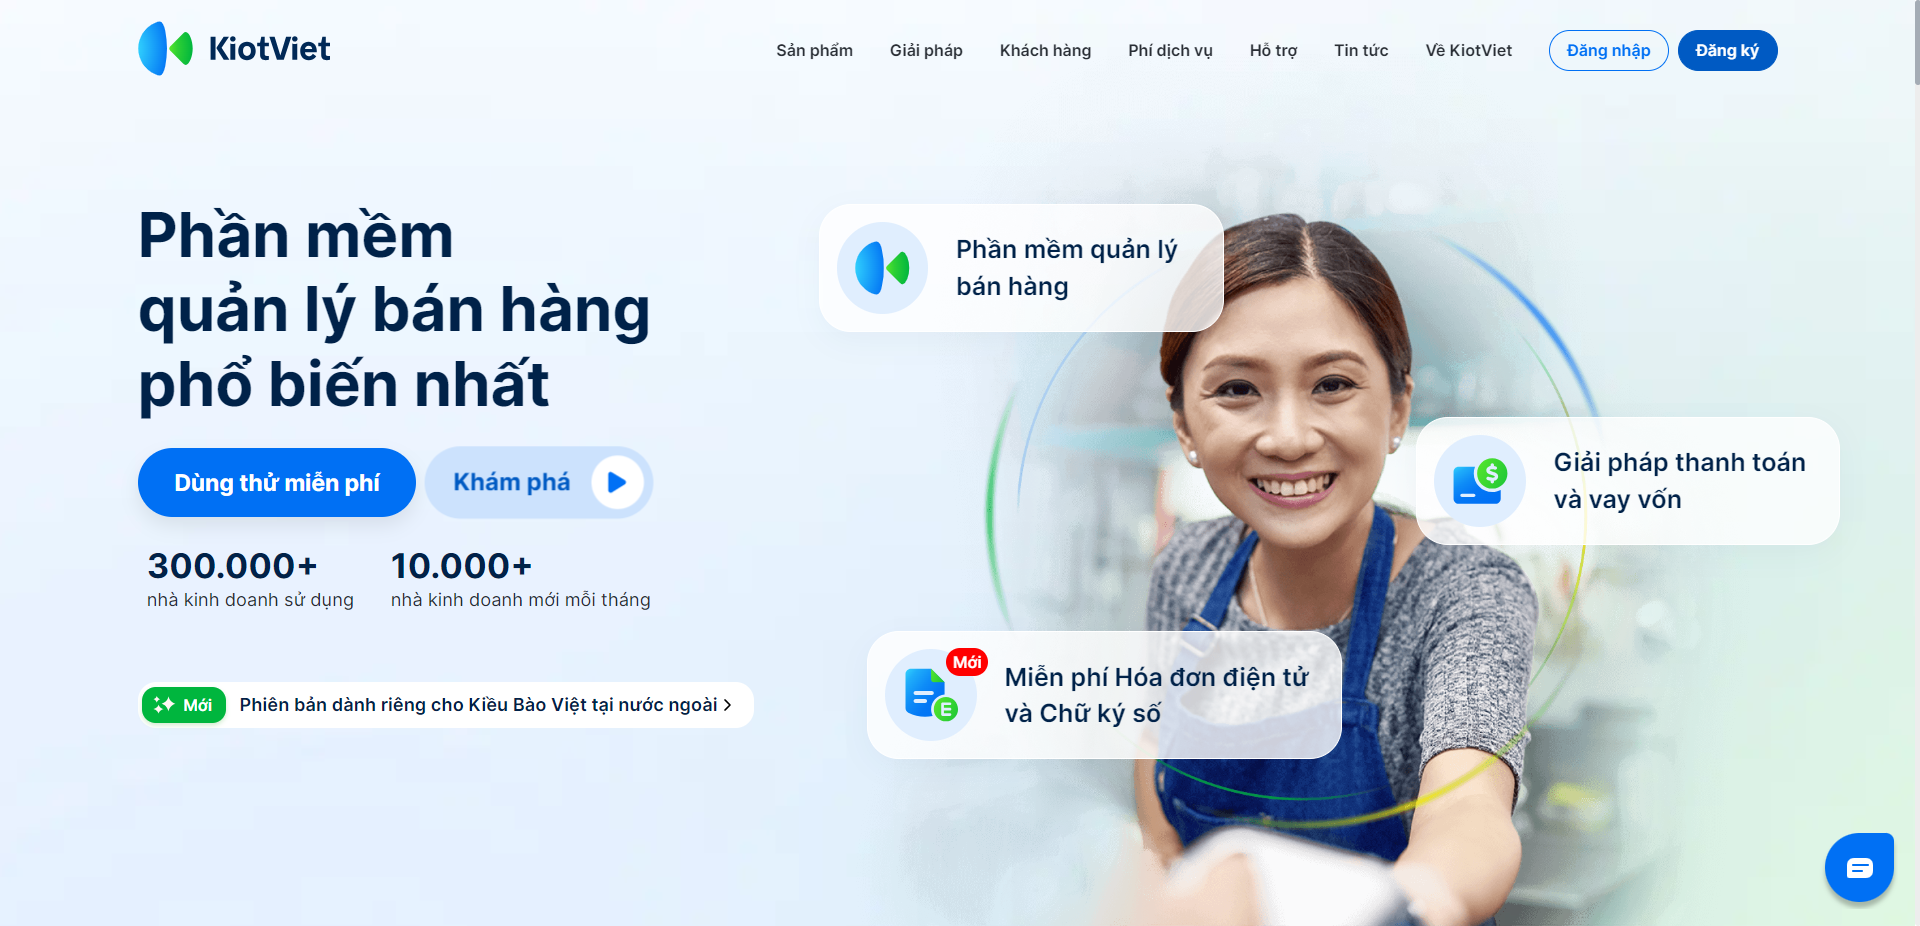 KiotViet
Sản phẩm
Giải pháp
Khách hàng
Phí dịch vụ
Hỗ trợ
Tin tức
Về KiotViet
Đăng nhập
Đăng ký
Phần mềm
quản lý bán hàng
phổ biến nhất
Dùng thử miễn phí
Khám phá
300.000+
nhà kinh doanh sử dụng
10.000+
nhà kinh doanh mới mỗi tháng
Mới
Phiên bản dành riêng cho Kiều Bào Việt tại nước ngoài
Phần mềm quản lý
bán hàng
Giải pháp thanh toán
và vay vốn
Mới
Miễn phí Hóa đơn điện tử
và Chữ ký số